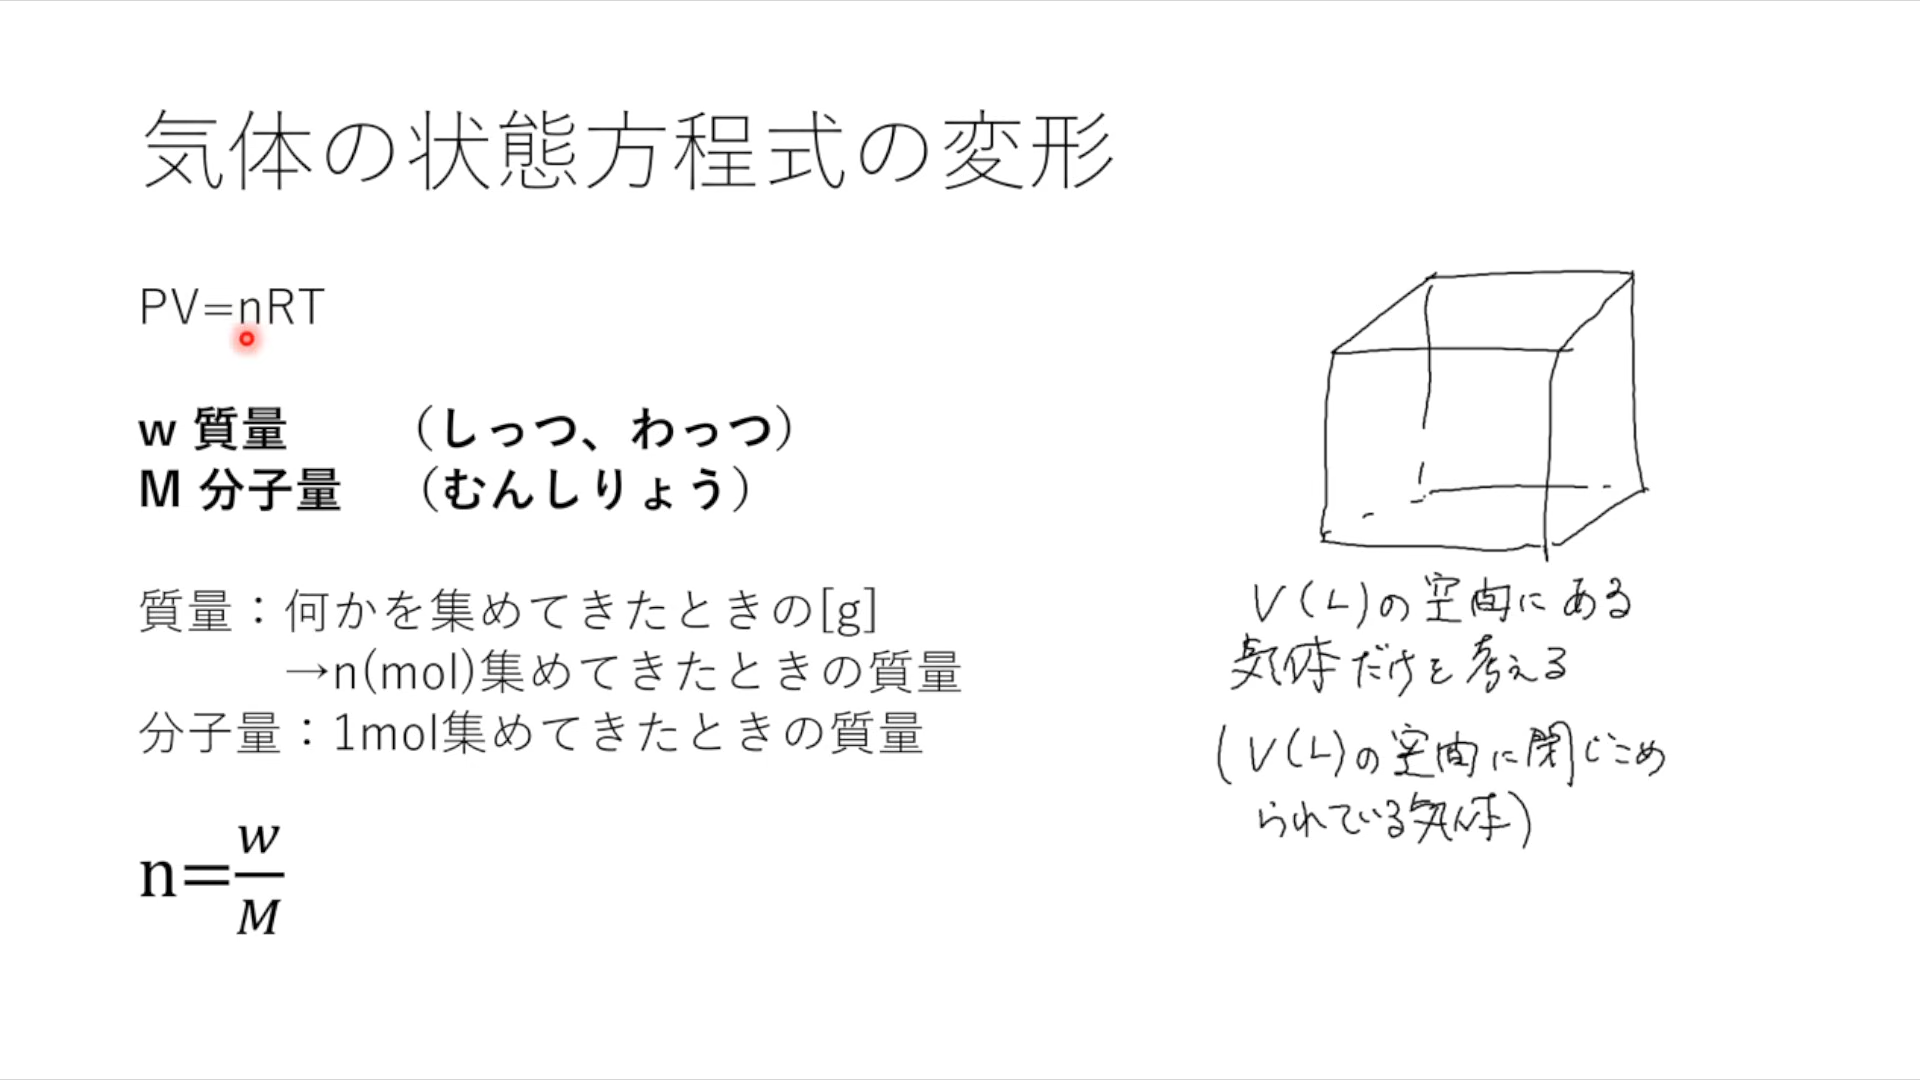 気体の状態方程式の変形
PV=nRT
w 質量 （しっつ、わっつ）
M 分子量 （むんしりょう）
質量：何かを集めてきたときの[g]
→n(mol)集めてきたときの質量
分子量：1mol集めてきたときの質量
n=w/M
V(L)の空間にある
気体だけを考える
(V(L)の空間に閉じこめ
られている気体)